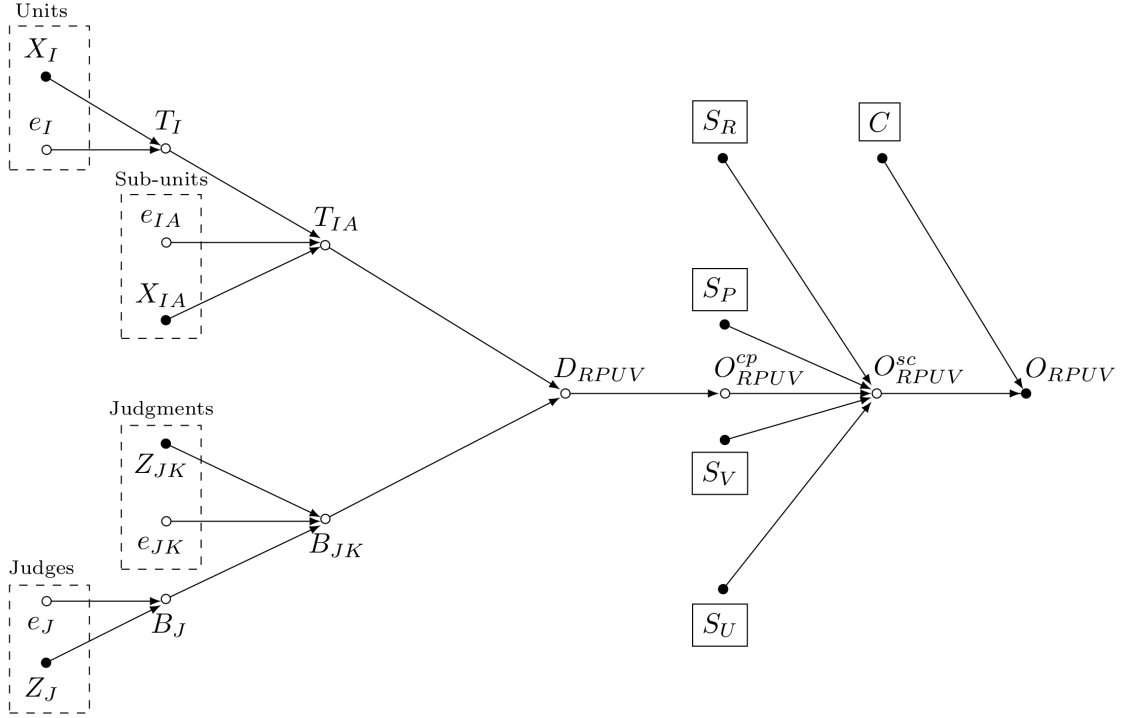 Units
X_I
e_I
T_I
Sub-units
e_{IA}
T_{IA}
X_{IA}
S_R
C
S_P
D_{RPUV}
O^{cp}_{RPUV}
O^{sc}_{RPUV}
O_{RPUV}
Judgments
Z_{JK}
S_V
e_{JK}
B_{JK}
Judges
e_J
B_J
S_U
Z_J